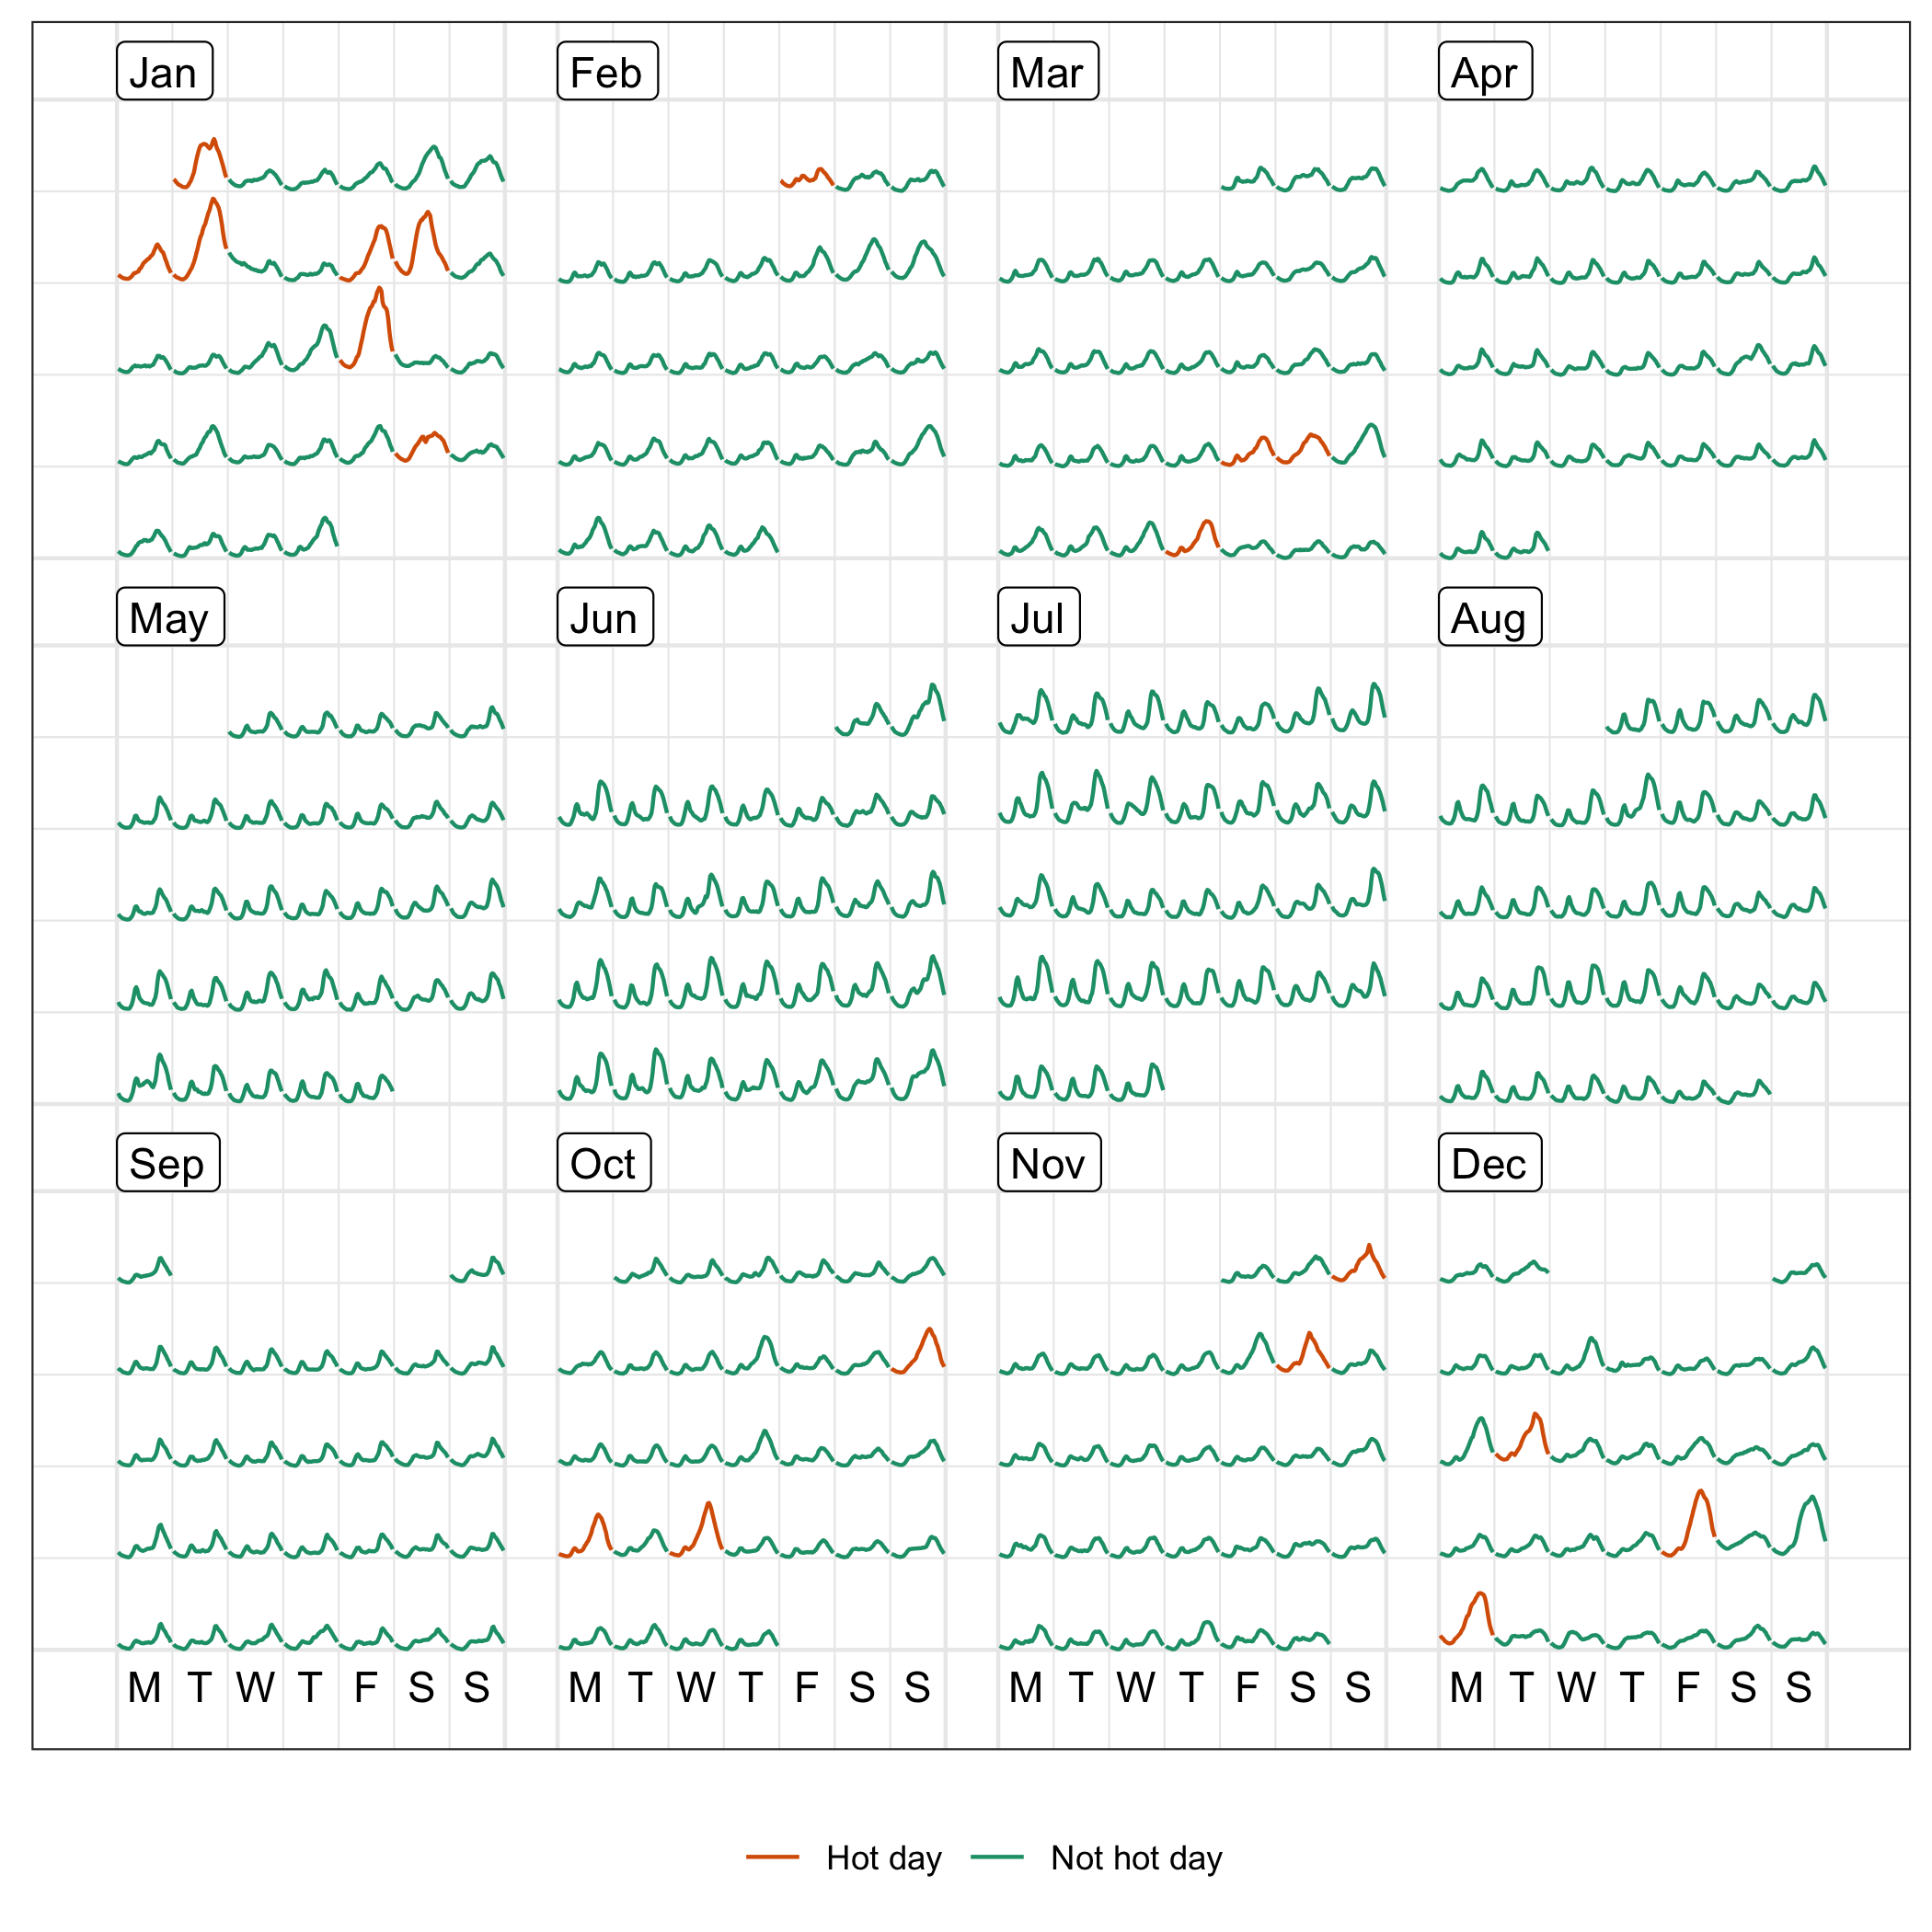 Jan Feb Mar Apr
May Jun Jul Aug
Sep Oct Nov Dec
M T W T F S S M T W T F S S M T W T F S S M T W T F S S
Hot day Not hot day